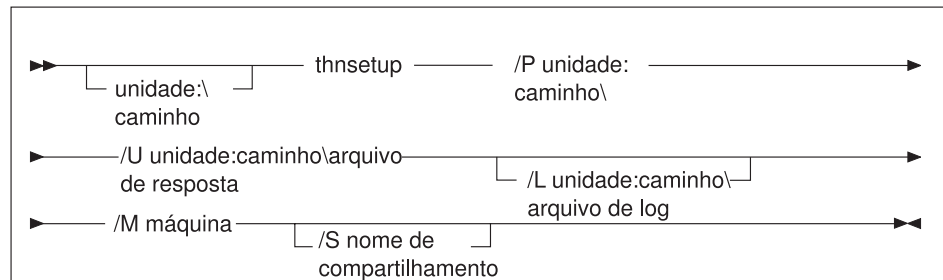 thnsetup /P unidade:
unidade:\ caminho\
caminho
/U unidade:caminho\arquivo
de resposta /L unidade:caminho\
arquivo de log
/M máquina
/S nome de
compartilhamento